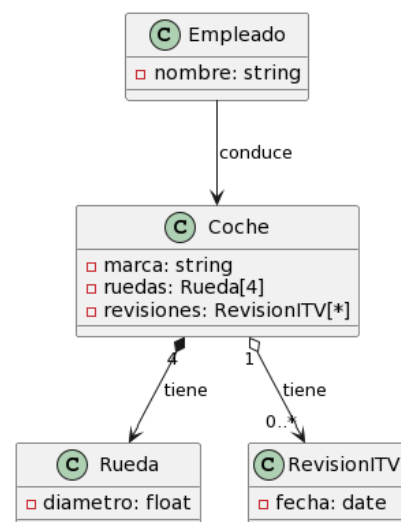 C Empleado
nombre: string
conduce
C Coche
marca: string
ruedas: Rueda[4]
revisiones: RevisionITV[*]
4 1
tiene tiene
0..*
C Rueda C RevisionITV
diametro: float fecha: date